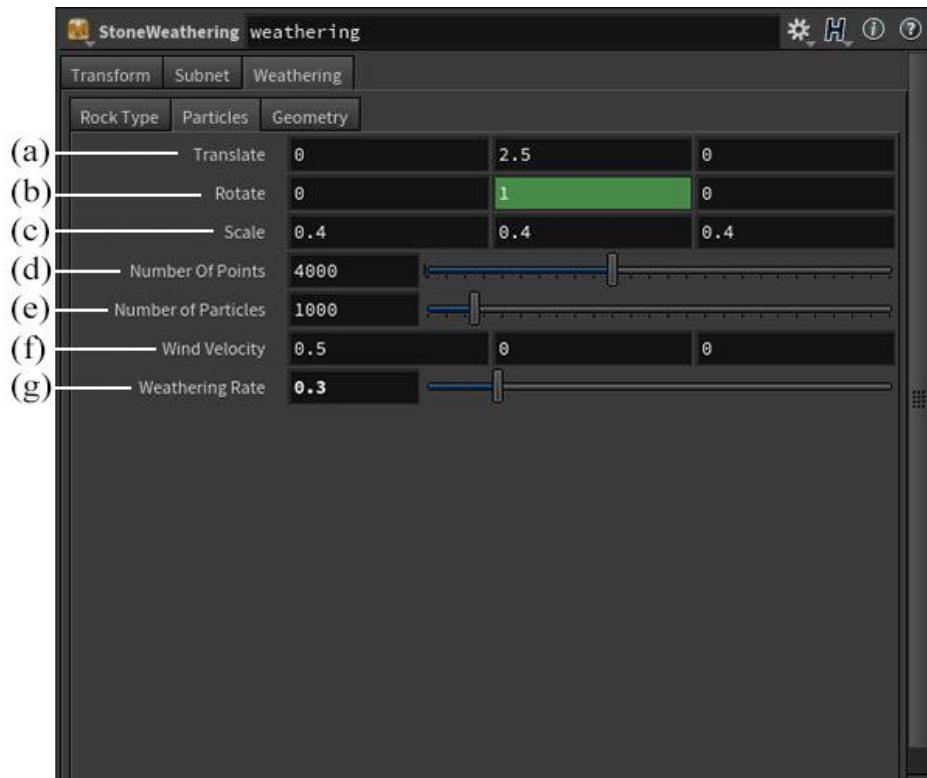 StoneWeathering weathering
Transform Subnet Weathering
Rock Type Particles Geometry
(a) Translate 0 2.5 0
(b) Rotate 0 1 0
(c) Scale 0.4 0.4 0.4
(d) Number Of Points 4000
(e) Number of Particles 1000
(f) Wind Velocity 0.5 0 0
(g) Weathering Rate 0.3